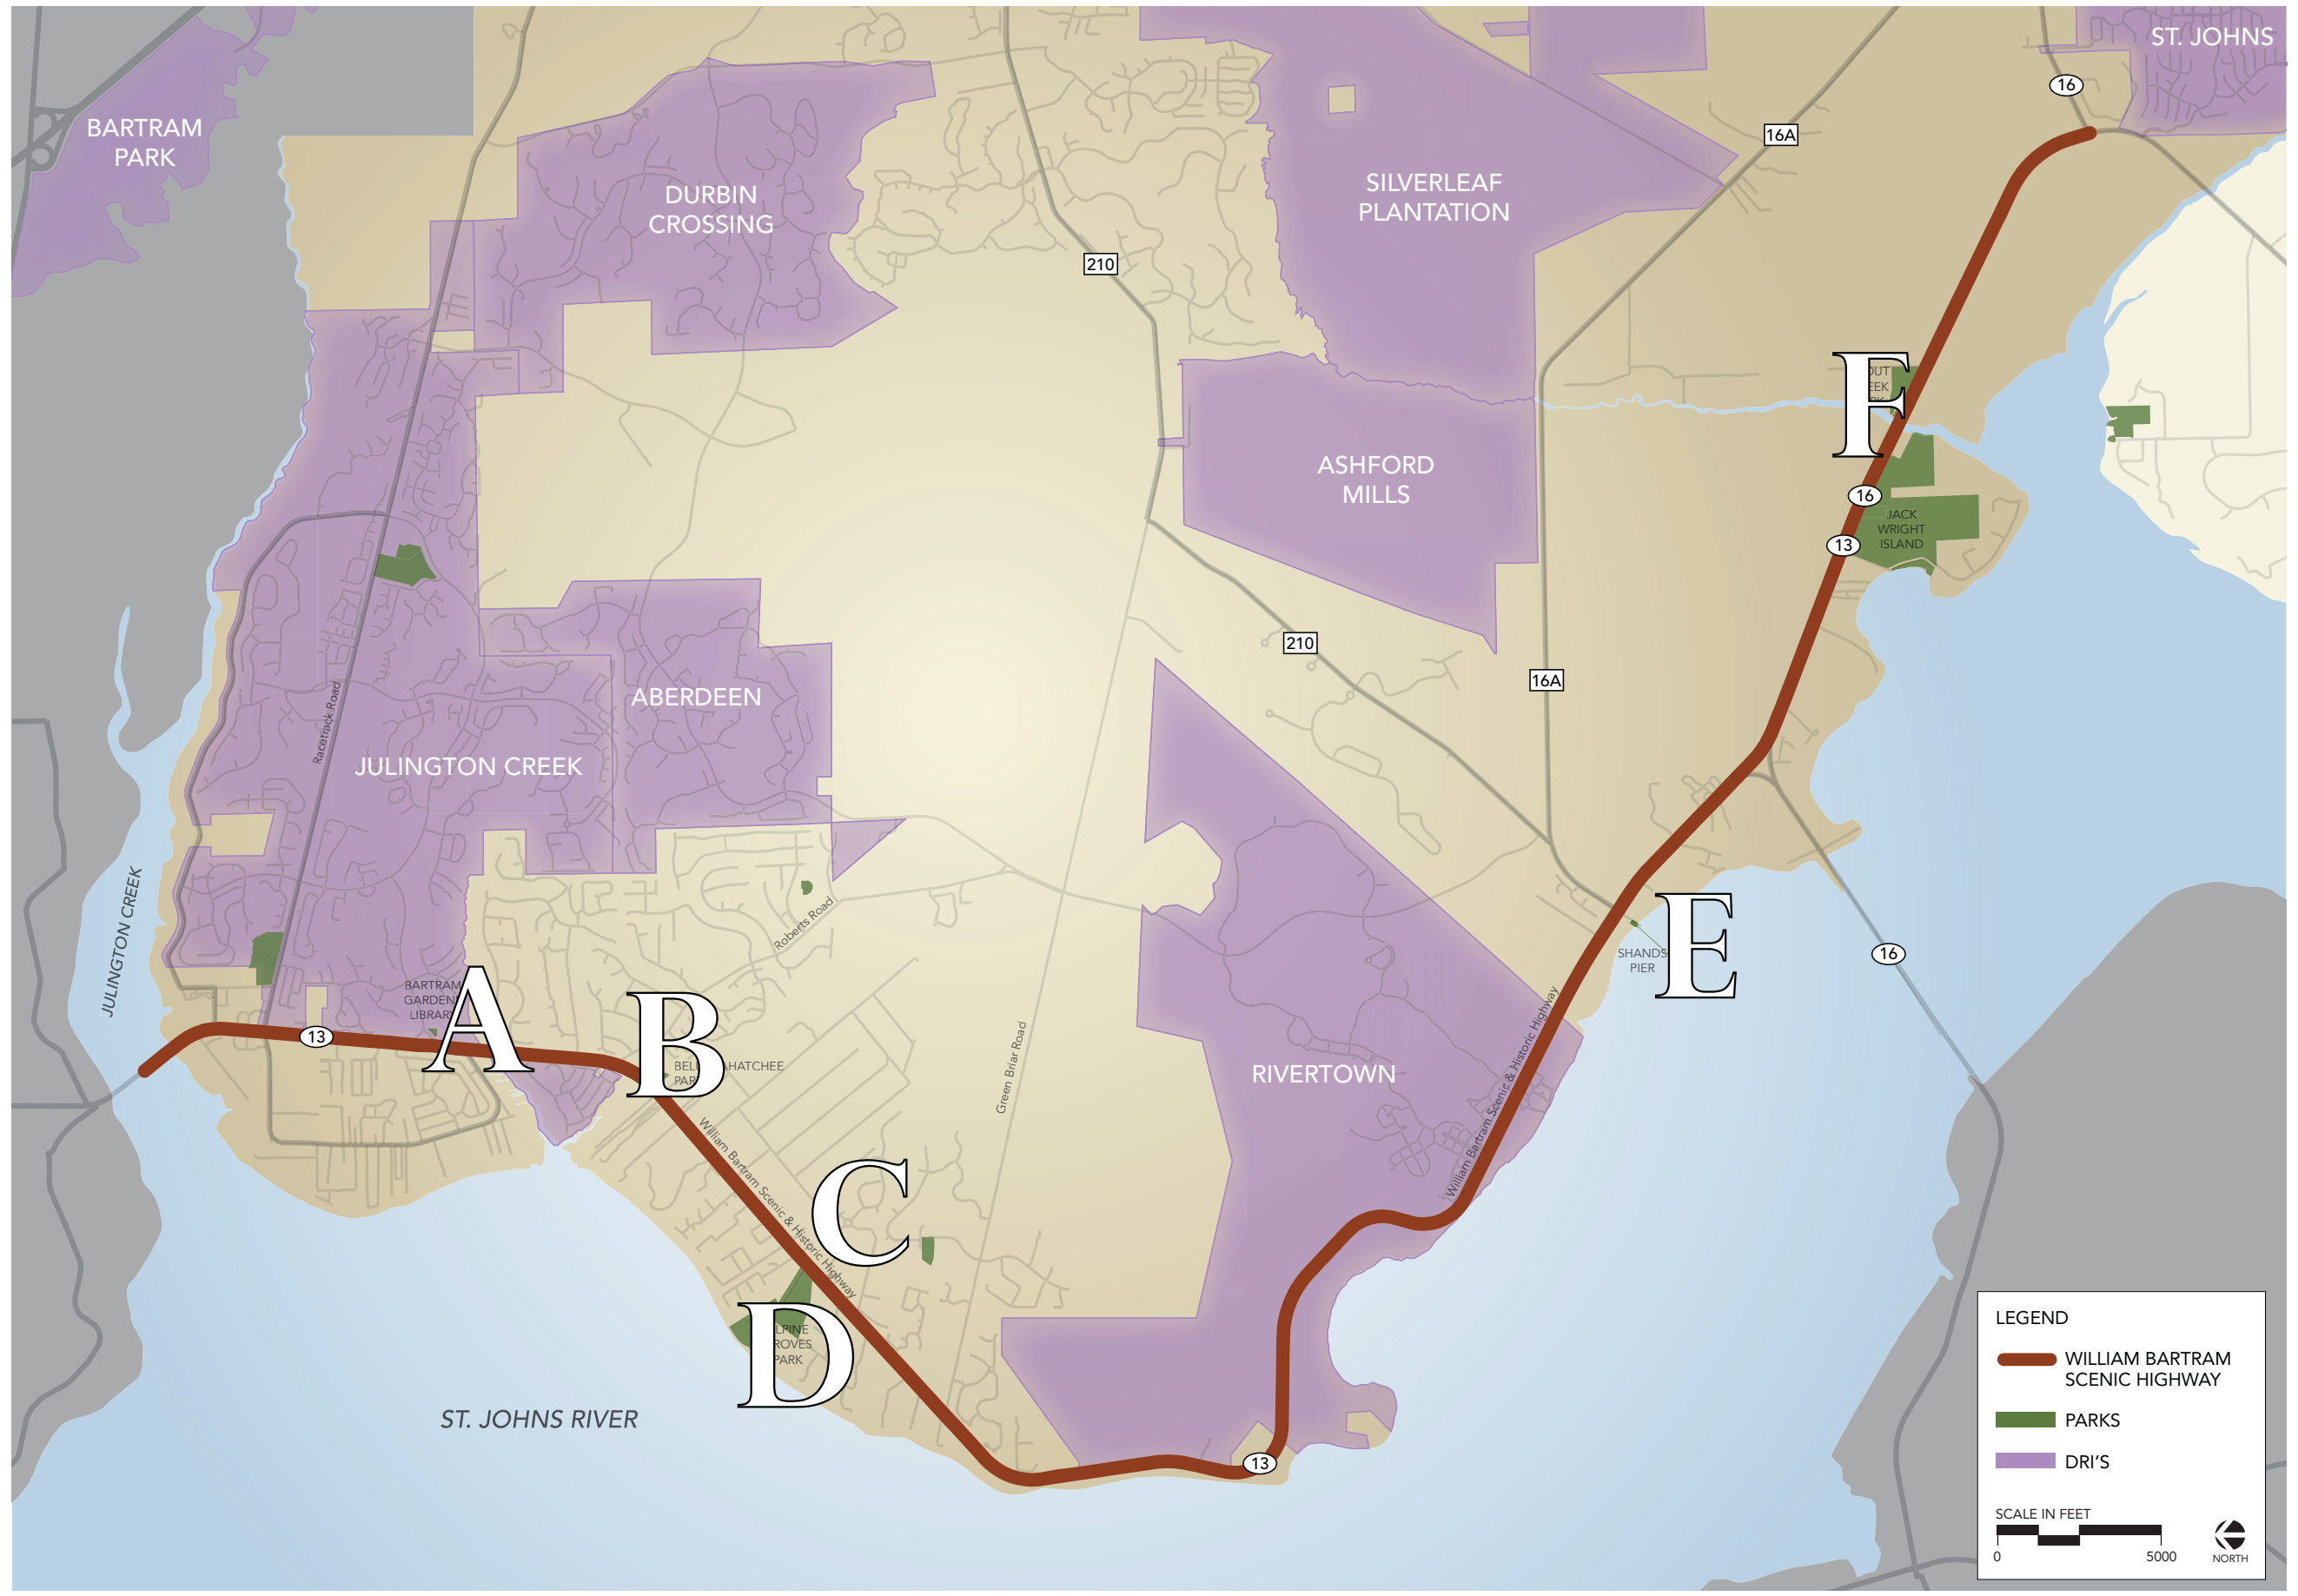 ST. JOHNS
16
BARTRAM
PARK
16A
DURBIN
CROSSING
SILVERLEAF
PLANTATION
210
F
ASHFORD
MILLS
16
JACK
WRIGHT
ISLAND
13
210
16A
Racetrack Road
ABERDEEN
JULINGTON CREEK
JULINGTON CREEK
Roberts Road
E
SHANDS
PIER
16
BARTRAM
A
B
13
William Bartram Scenic & Historic Highway
Green Briar Road
RIVERTOWN
William Bartram Scenic & Historic Highway
C
D
PARK
ST. JOHNS RIVER
13
LEGEND
WILLIAM BARTRAM
SCENIC HIGHWAY
PARKS
DRI'S
SCALE IN FEET
0 5000
NORTH